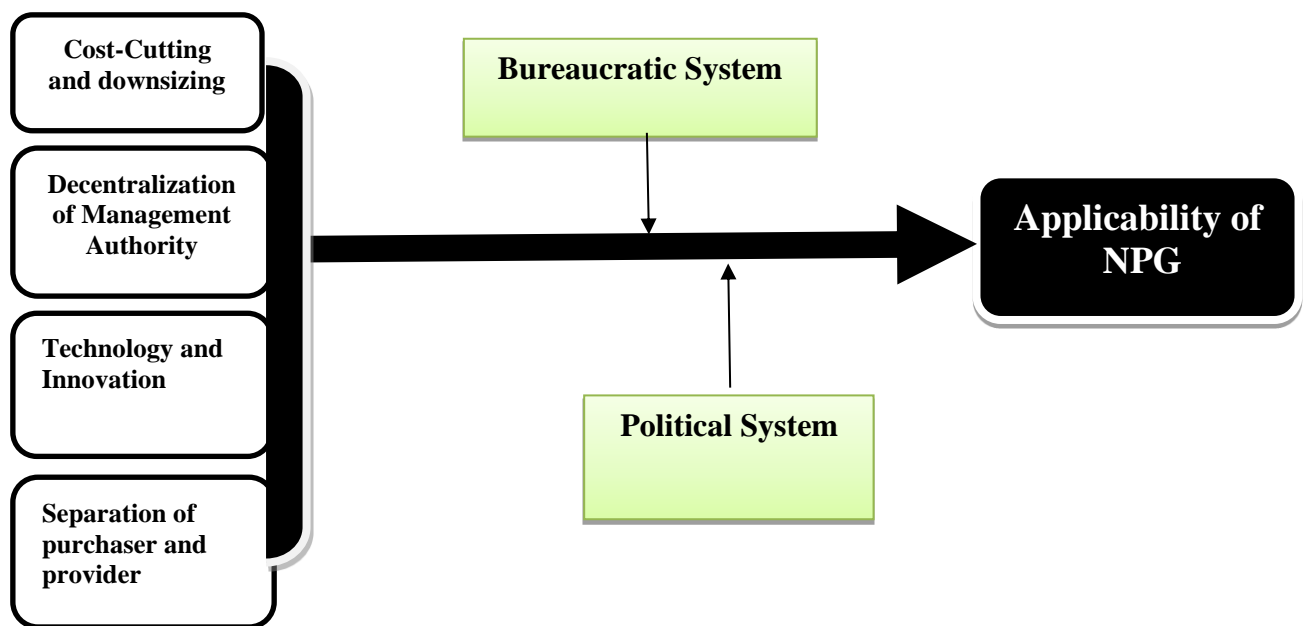 Cost-Cutting
and downsizing
Decentralization
of Management
Authority
Technology and
Innovation
Separation of
purchaser and
provider
Bureaucratic System
Political System
Applicability of
NPG